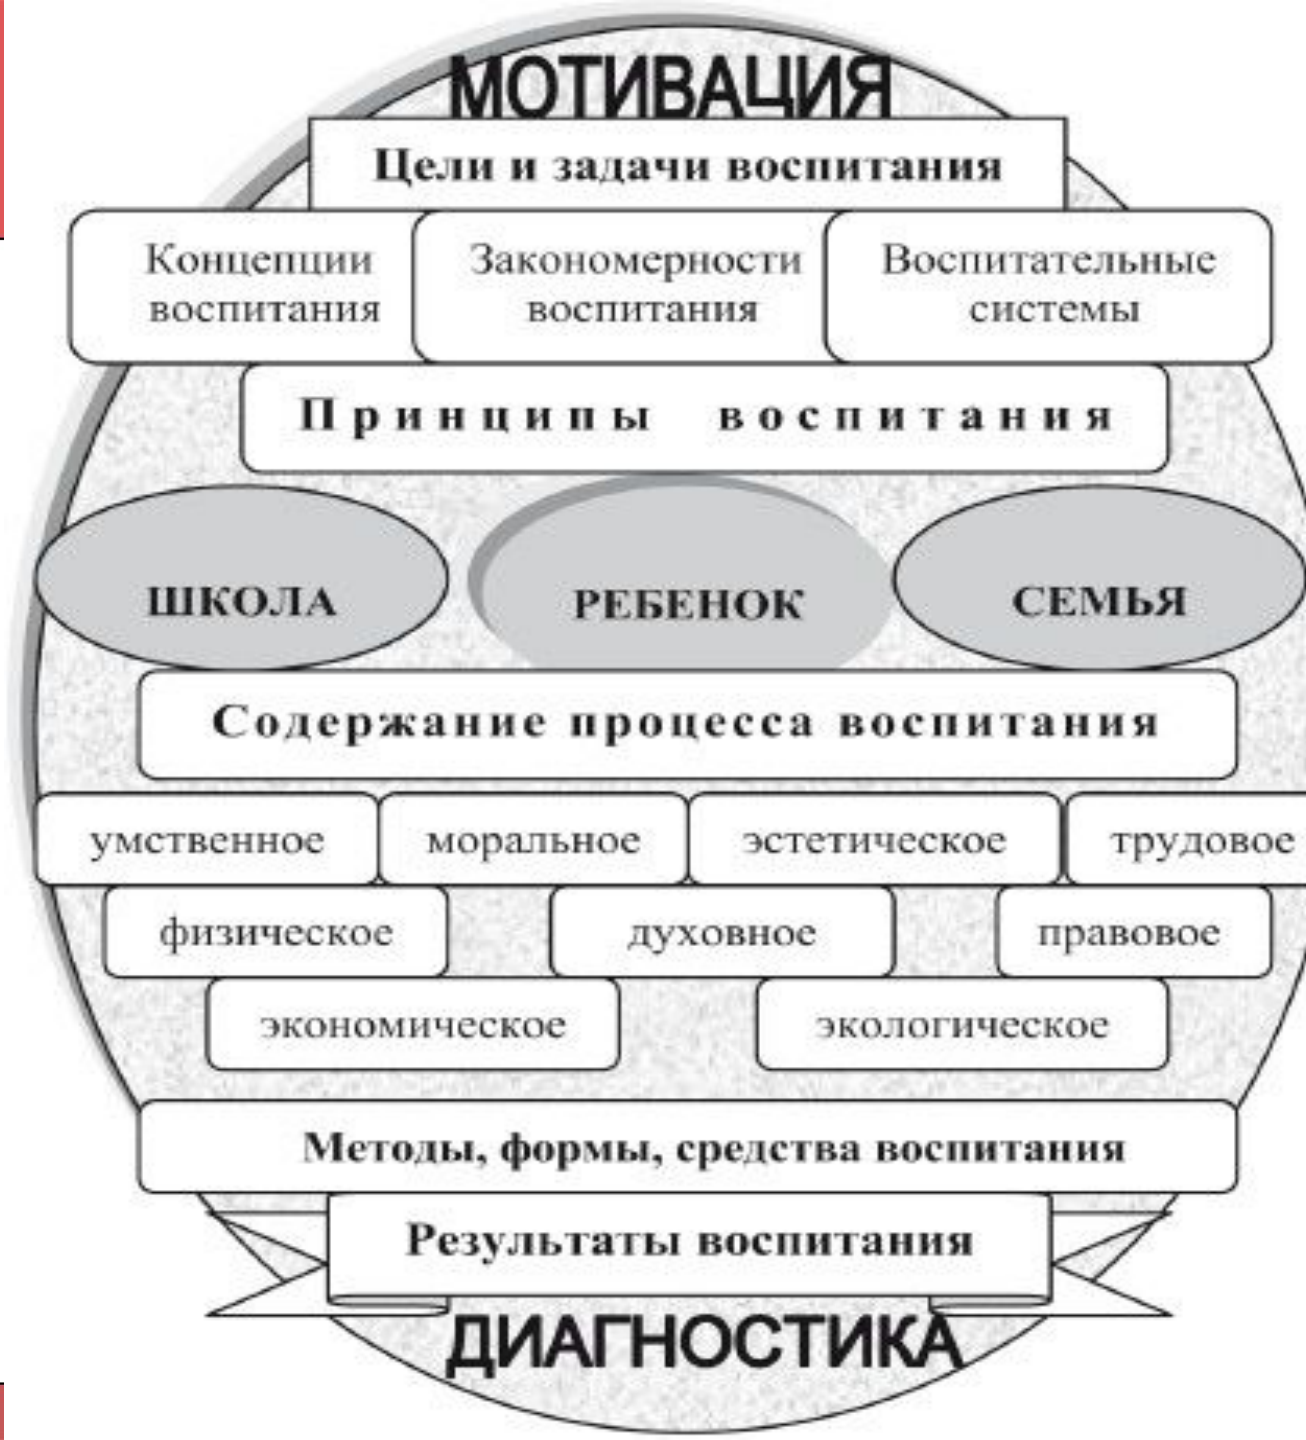 МОТИВАЦИЯ
Цели и задачи воспитания
Концепции
воспитания
Закономерности
воспитания
Воспитательные
системы
Принципы воспитания
ШКОЛА
РЕБЕНОК
СЕМЬЯ
Содержание процесса воспитания
умственное
моральное
эстетическое
трудовое
физическое
духовное
правовое
экономическое
экологическое
Методы, формы, средства воспитания
Результаты воспитания
ДИАГНОСТИКА